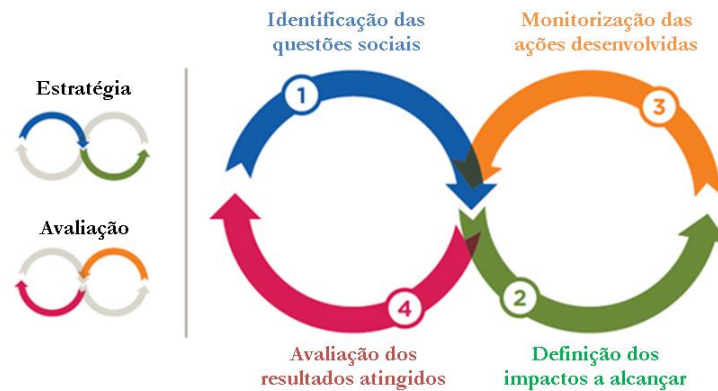 Estratégia
Avaliação
Identificação das
questões sociais
Monitorização das
ações desenvolvidas
1
3
4
2
Avaliação dos
resultados atingidos
Definição dos
impactos a alcançar